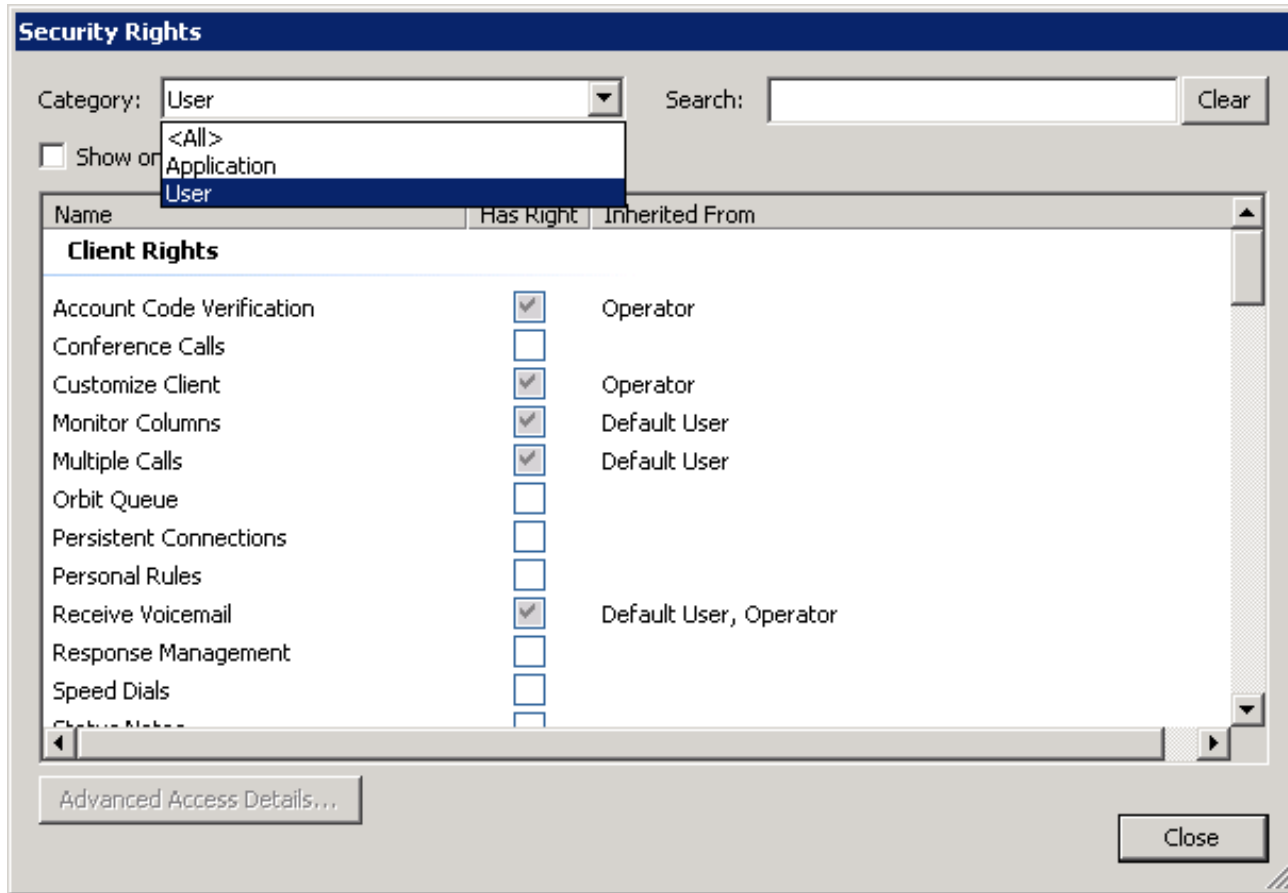 Security Rights
Category: User Search: Clear
<All>
Show or
Application
User
Name Has Right Inherited From
Client Rights
Account Code Verification Operator
Conference Calls
Customize Client Operator
Monitor Columns Default User
Multiple Calls Default User
Orbit Queue
Persistent Connections
Personal Rules
Receive Voicemail Default User, Operator
Response Management
Speed Dials
Advanced Access Details...
Close